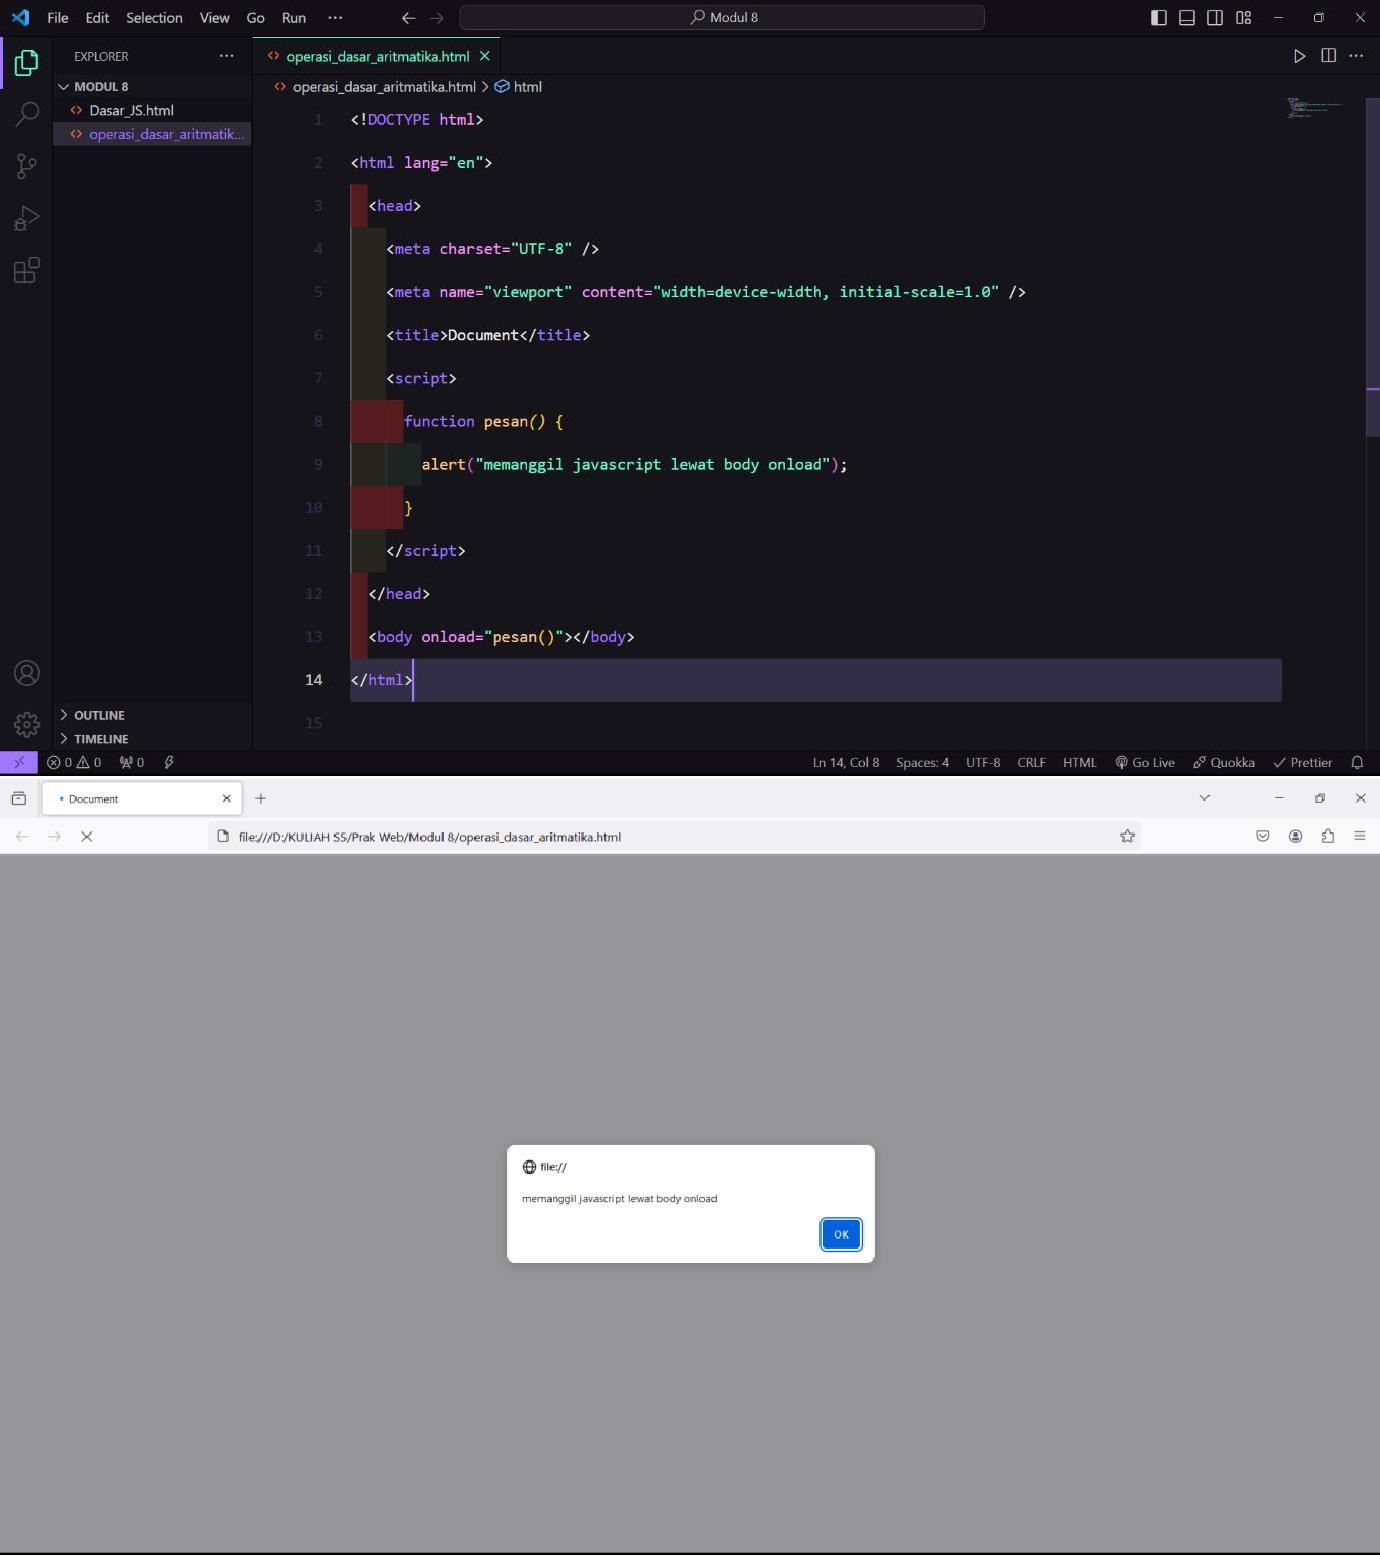 File Edit Selection View Go Run ··· Modul 8
EXPLORER ···
MODUL 8
Dasar_JS.html
operasi_dasar_aritmatik...
OUTLINE
TIMELINE
operasi_dasar_aritmatika.html
operasi_dasar_aritmatika.html > html
1 <!DOCTYPE html>
2 <html lang="en">
3 <head>
4 <meta charset="UTF-8" />
5 <meta name="viewport" content="width=device-width, initial-scale=1.0" />
6 <title>Document</title>
7 <script>
8 function pesan() {
9 alert("memanggil javascript lewat body onload");
10 }
11 </script>
12 </head>
13 <body onload="pesan()"></body>
14 </html>
15
0 0 0 Ln 14, Col 8 Spaces: 4 UTF-8 CRLF HTML Go Live Quokka Prettier
Document
file:///D:/KULIAH S5/Prak Web/Modul 8/operasi_dasar_aritmatika.html
file://
memanggil javascript lewat body onload
OK